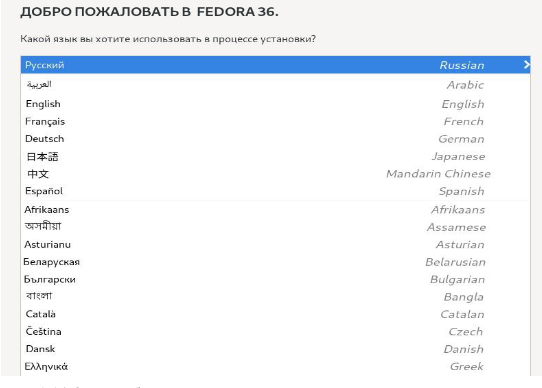 ДОБРО ПОЖАЛОВАТЬ В FEDORA 36.
Какой язык вы хотите использовать в процессе установки?
Русский Russian
العربية Arabic
English English
Français French
Deutsch German
日本語 Japanese
中文 Mandarin Chinese
Español Spanish
Afrikaans Afrikaans
অসমীয়া Assamese
Asturianu Asturian
Беларуская Belarusian
Български Bulgarian
বাংলা Bangla
Català Catalan
Čeština Czech
Dansk Danish
Ελληνικά Greek